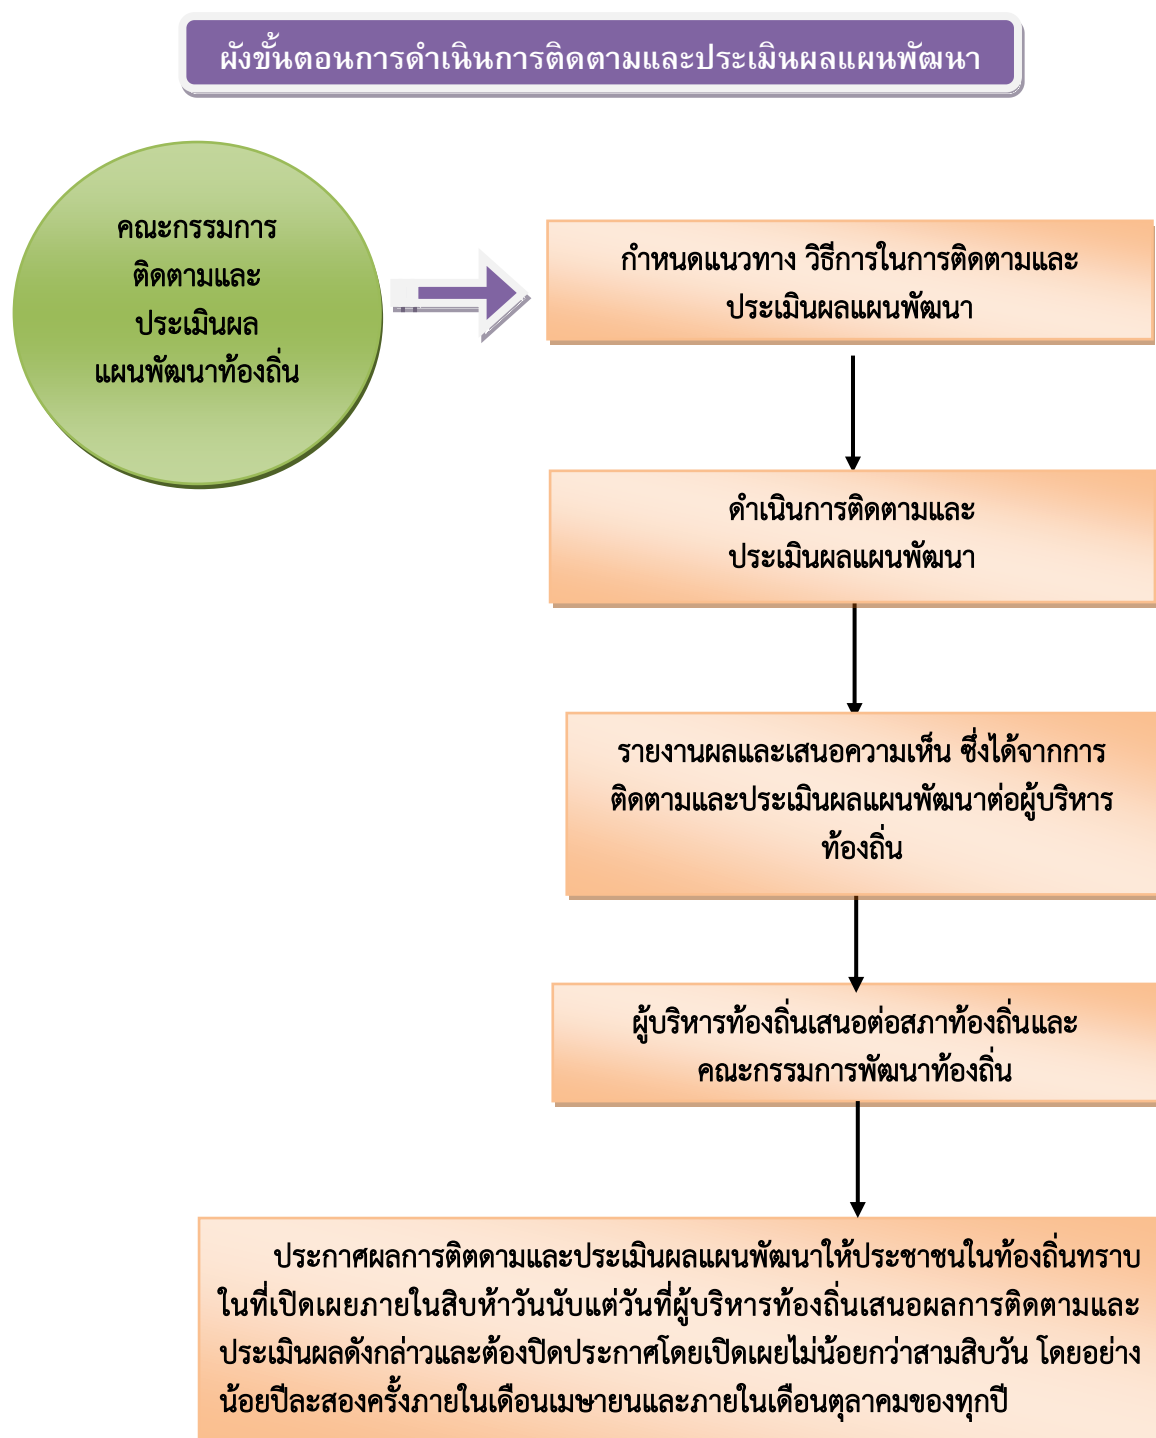 ผังขั้นตอนการดำเนินการติดตามและประเมินผลแผนพัฒนา
คณะกรรมการ
ติดตามและ
ประเมินผล
แผนพัฒนาท้องถิ่น
กำหนดแนวทาง วิธีการในการติดตามและ
ประเมินผลแผนพัฒนา
ดำเนินการติดตามและ
ประเมินผลแผนพัฒนา
รายงานผลและเสนอความเห็น ซึ่งได้จากการ
ติดตามและประเมินผลแผนพัฒนาต่อผู้บริหาร
ท้องถิ่น
ผู้บริหารท้องถิ่นเสนอต่อสภาท้องถิ่นและ
คณะกรรมการพัฒนาท้องถิ่น
ประกาศผลการติตดามและประเมินผลแผนพัฒนาให้ประชาชนในท้องถิ่นทราบ
ในที่เปิดเผยภายในสิบห้าวันนับแต่วันที่ผู้บริหารท้องถิ่นเสนอผลการติดตามและ
ประเมินผลดังกล่าวและต้องปิดประกาศโดยเปิดเผยไม่น้อยกว่าสามสิบวัน โดยอย่าง
น้อยปีละสองครั้งภายในเดือนเมษายนและภายในเดือนตุลาคมของทุกปี